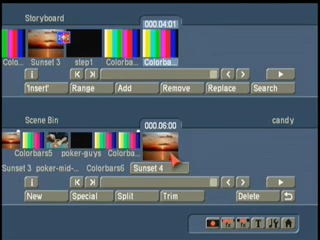 Storyboard
000.04:01
Colo... Sunset 3 step1 Colorba... Colorba...
'Insert' Range Add Remove Replace Search
Scene Bin 000.06:00 candy
Colorbars5 poker-guys Colorba...
Sunset 3 poker-mid-... Colorbars6 Sunset 4
New Special Split Trim Delete